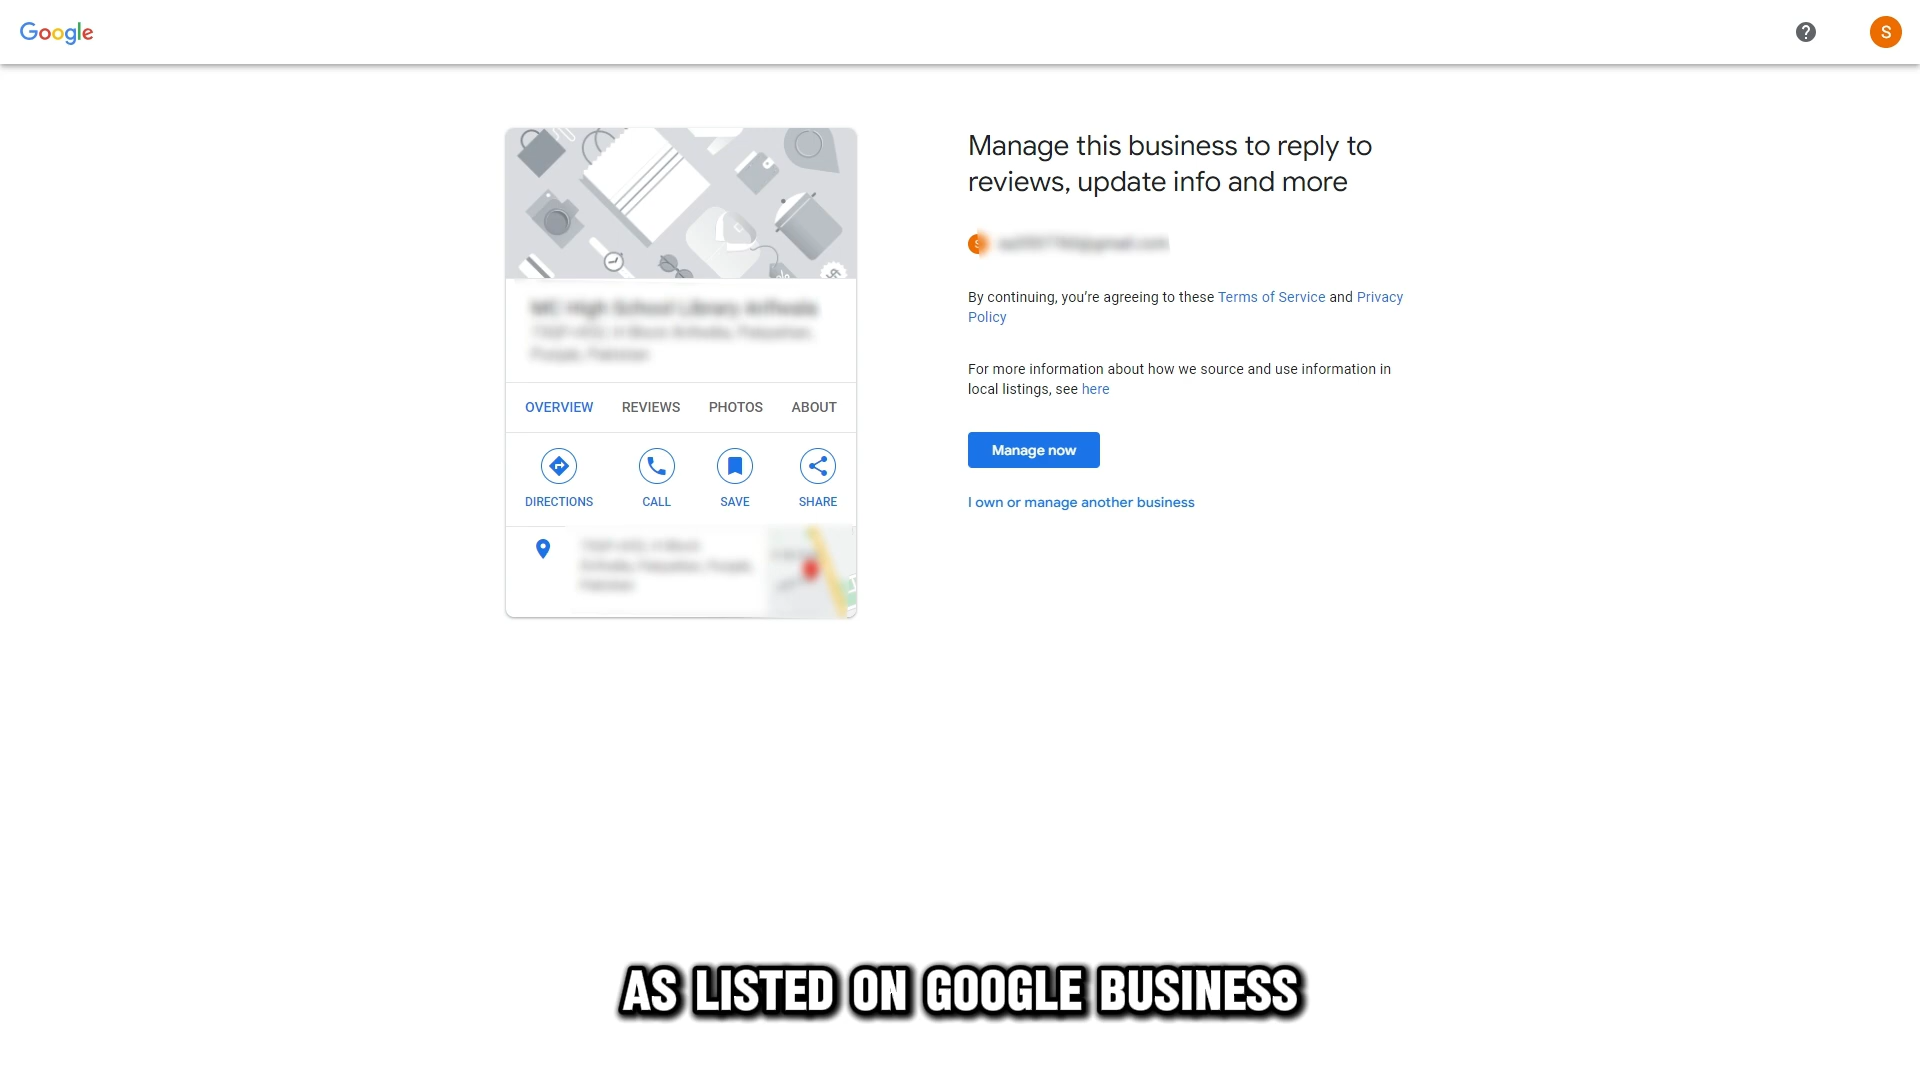 Google
S
Manage this business to reply to
reviews, update info and more
By continuing, you’re agreeing to these Terms of Service and Privacy
Policy
For more information about how we source and use information in
local listings, see here
Manage now
I own or manage another business
OVERVIEW REVIEWS PHOTOS ABOUT
DIRECTIONS CALL SAVE SHARE
AS LISTED ON GOOGLE BUSINESS